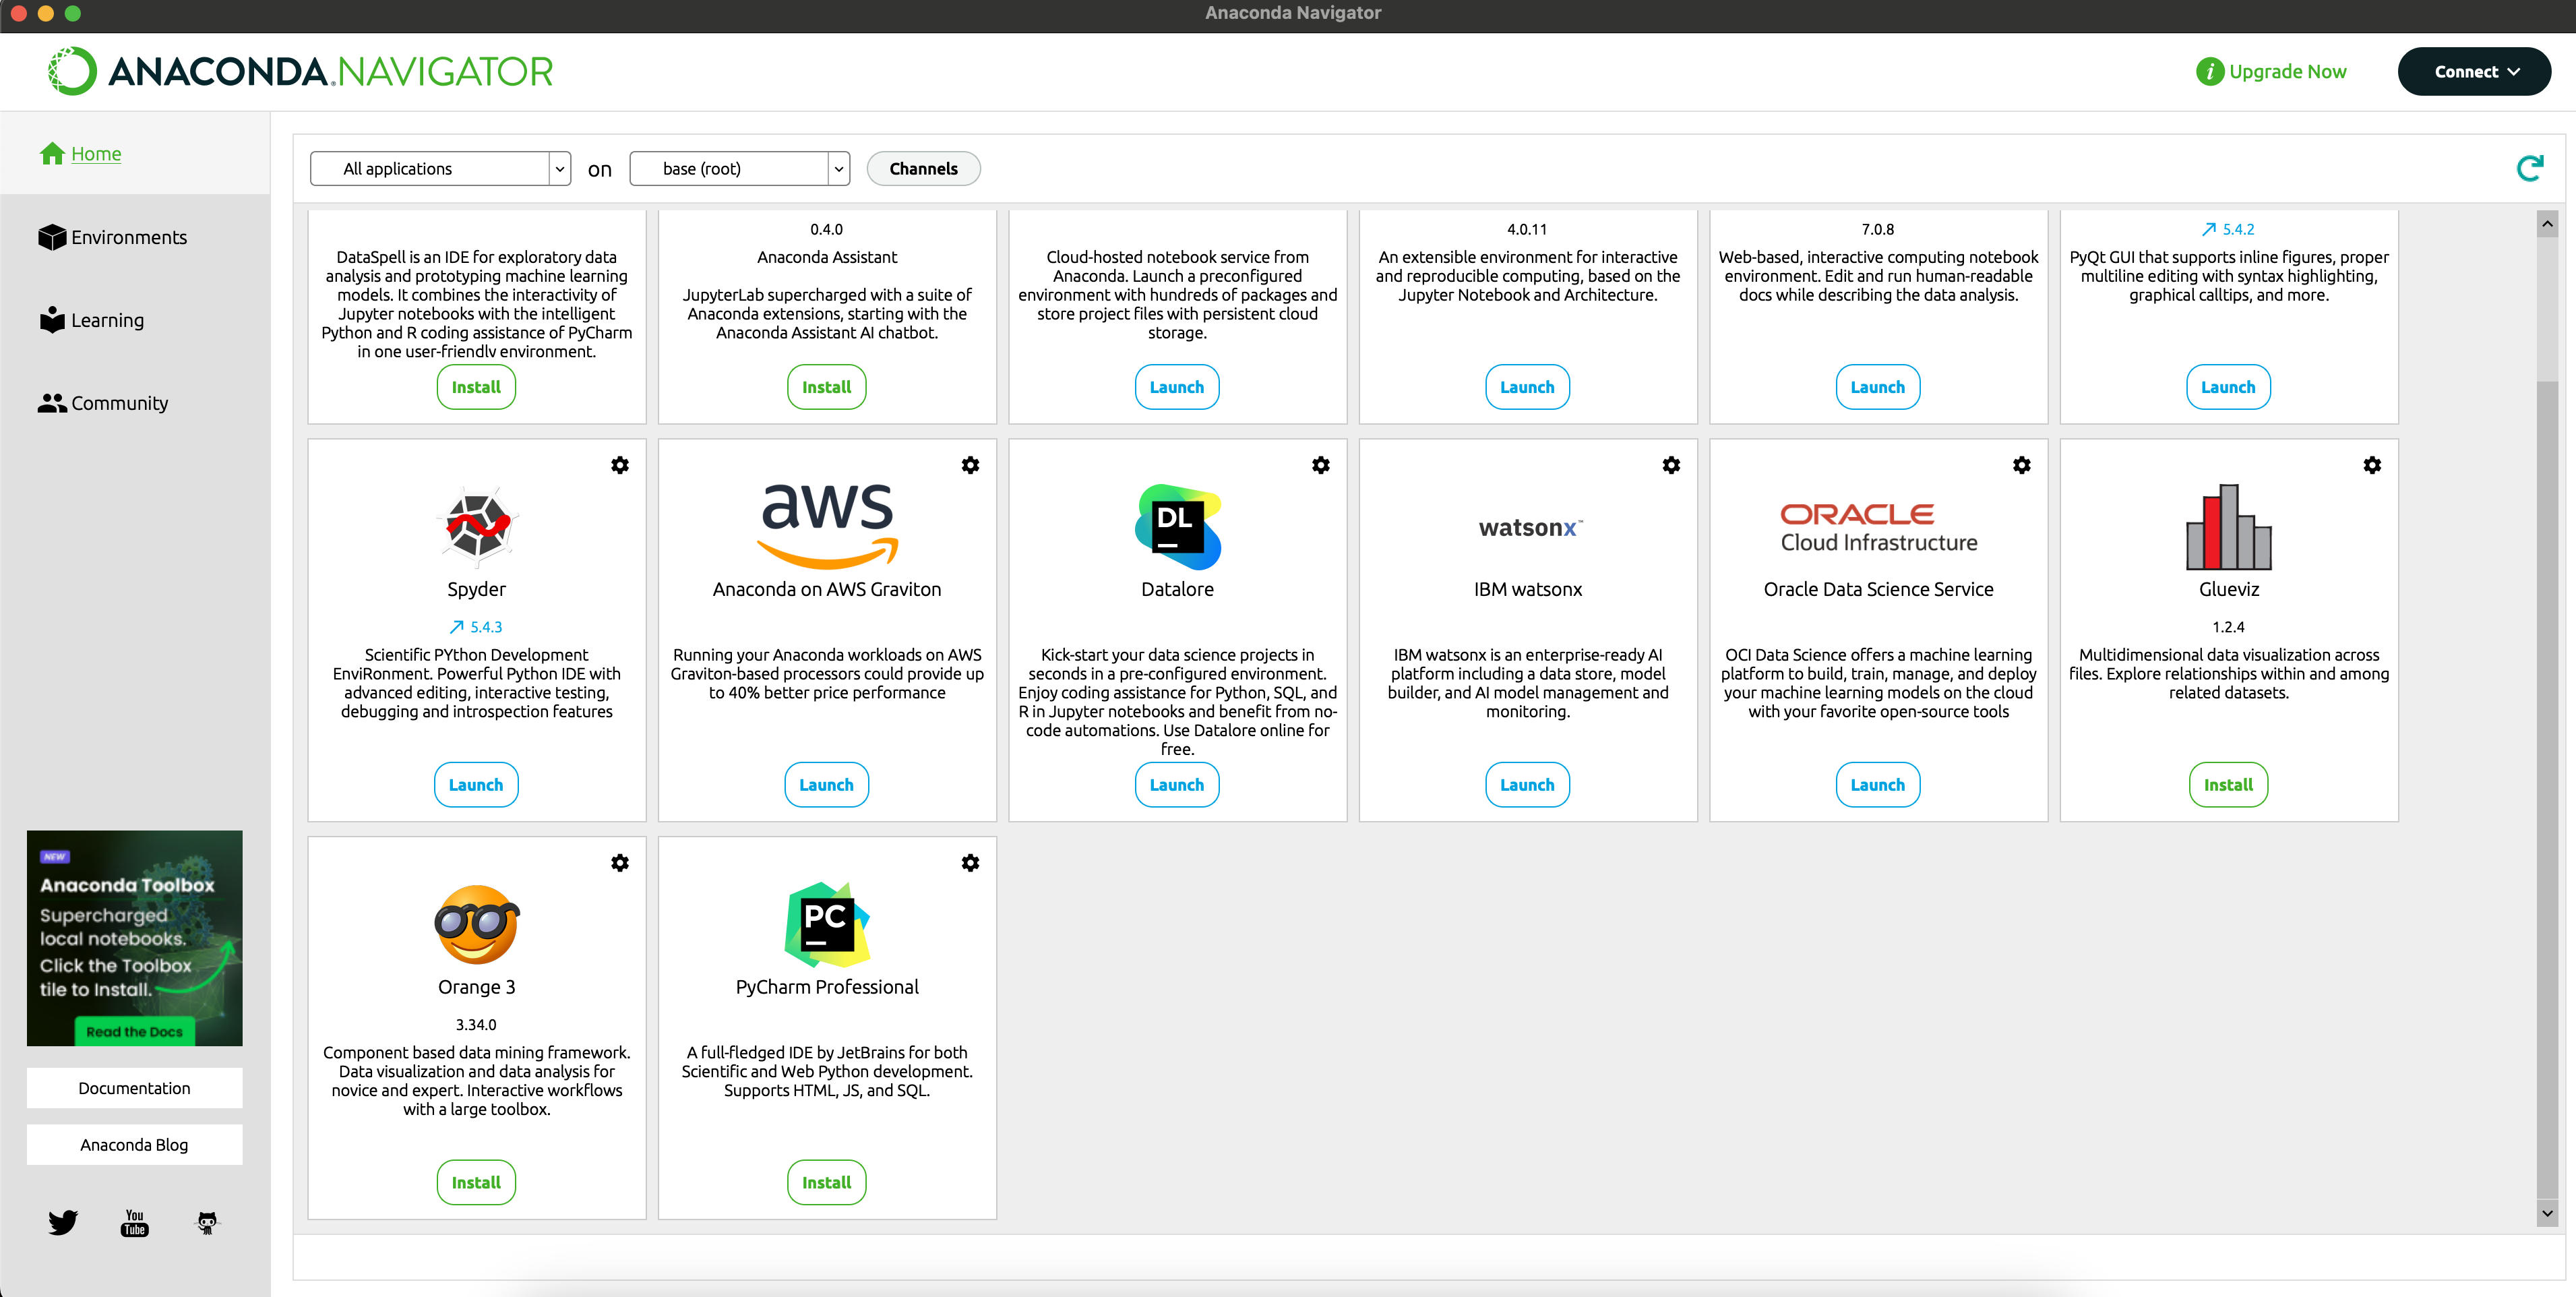 Anaconda Navigator
ANACONDA.NAVIGATOR
Upgrade Now
Connect
Home
Environments
Learning
Community
All applications
on
base (root)
Channels
DataSpell is an IDE for exploratory data
analysis and prototyping machine learning
models. It combines the interactivity of
Jupyter notebooks with the intelligent
Python and R coding assistance of PyCharm
in one user-friendly environment.
Install
0.4.0
Anaconda Assistant
JupyterLab supercharged with a suite of
Anaconda extensions, starting with the
Anaconda Assistant AI chatbot.
Install
Cloud-hosted notebook service from
Anaconda. Launch a preconfigured
environment with hundreds of packages and
store project files with persistent cloud
storage.
Launch
4.0.11
An extensible environment for interactive
and reproducible computing, based on the
Jupyter Notebook and Architecture.
Launch
7.0.8
Web-based, interactive computing notebook
environment. Edit and run human-readable
docs while describing the data analysis.
Launch
5.4.2
PyQt GUI that supports inline figures, proper
multiline editing with syntax highlighting,
graphical calltips, and more.
Launch
Spyder
5.4.3
Scientific PYthon Development
EnviRonment. Powerful Python IDE with
advanced editing, interactive testing,
debugging and introspection features
Launch
aws
Anaconda on AWS Graviton
Running your Anaconda workloads on AWS
Graviton-based processors could provide up
to 40% better price performance
Launch
DL
Datalore
Kick-start your data science projects in
seconds in a pre-configured environment.
Enjoy coding assistance for Python, SQL, and
R in Jupyter notebooks and benefit from no-
code automations. Use Datalore online for
free.
Launch
watsonx™
IBM watsonx
IBM watsonx is an enterprise-ready AI
platform including a data store, model
builder, and AI model management and
monitoring.
Launch
ORACLE
Cloud Infrastructure
Oracle Data Science Service
OCI Data Science offers a machine learning
platform to build, train, manage, and deploy
your machine learning models on the cloud
with your favorite open-source tools
Launch
Glueviz
1.2.4
Multidimensional data visualization across
files. Explore relationships within and among
related datasets.
Install
Orange 3
3.34.0
Component based data mining framework.
Data visualization and data analysis for
novice and expert. Interactive workflows
with a large toolbox.
Install
PC
PyCharm Professional
A full-fledged IDE by JetBrains for both
Scientific and Web Python development.
Supports HTML, JS, and SQL.
Install
NEW
Anaconda Toolbox
Supercharged
local notebooks.
Click the Toolbox
tile to Install.
Read the Docs
Documentation
Anaconda Blog
You
Tube